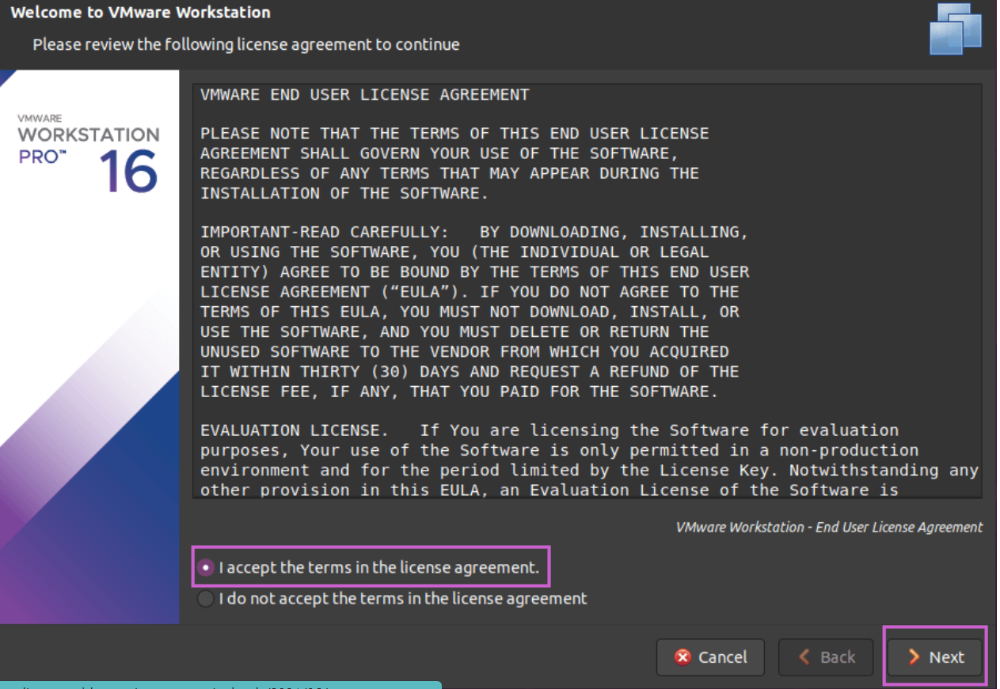 Welcome to VMware Workstation
Please review the following license agreement to continue
VMWARE
WORKSTATION
PRO™
16
VMWARE END USER LICENSE AGREEMENT
PLEASE NOTE THAT THE TERMS OF THIS END USER LICENSE
AGREEMENT SHALL GOVERN YOUR USE OF THE SOFTWARE,
REGARDLESS OF ANY TERMS THAT MAY APPEAR DURING THE
INSTALLATION OF THE SOFTWARE.
IMPORTANT-READ CAREFULLY:   BY DOWNLOADING, INSTALLING,
OR USING THE SOFTWARE, YOU (THE INDIVIDUAL OR LEGAL
ENTITY) AGREE TO BE BOUND BY THE TERMS OF THIS END USER
LICENSE AGREEMENT (“EULA”). IF YOU DO NOT AGREE TO THE
TERMS OF THIS EULA, YOU MUST NOT DOWNLOAD, INSTALL, OR
USE THE SOFTWARE, AND YOU MUST DELETE OR RETURN THE
UNUSED SOFTWARE TO THE VENDOR FROM WHICH YOU ACQUIRED
IT WITHIN THIRTY (30) DAYS AND REQUEST A REFUND OF THE
LICENSE FEE, IF ANY, THAT YOU PAID FOR THE SOFTWARE.
EVALUATION LICENSE.   If You are licensing the Software for evaluation
purposes, Your use of the Software is only permitted in a non-production
environment and for the period limited by the License Key. Notwithstanding any
other provision in this EULA, an Evaluation License of the Software is
VMware Workstation - End User License Agreement
I accept the terms in the license agreement.
I do not accept the terms in the license agreement
Cancel
Back
Next